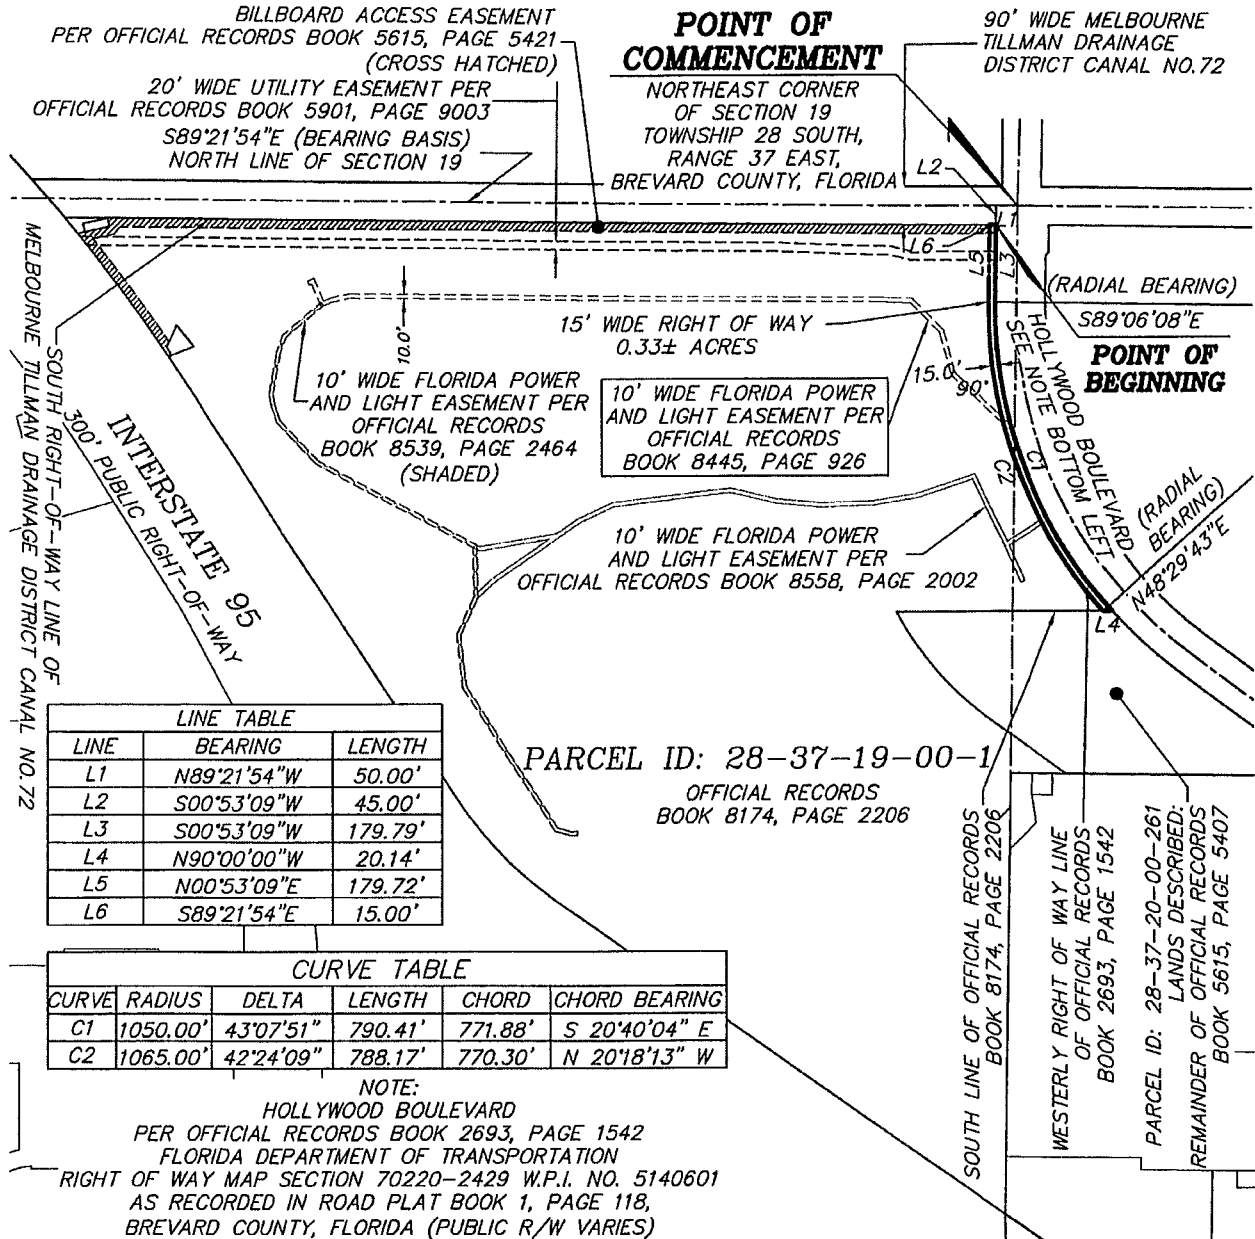 BILLBOARD ACCESS EASEMENT
PER OFFICIAL RECORDS BOOK 5615, PAGE 5421
(CROSS HATCHED)
20' WIDE UTILITY EASEMENT PER
OFFICIAL RECORDS BOOK 5901, PAGE 9003
S89°21'54"E (BEARING BASIS)
NORTH LINE OF SECTION 19
POINT OF
COMMENCEMENT
NORTHEAST CORNER
OF SECTION 19
TOWNSHIP 28 SOUTH,
RANGE 37 EAST,
BREVARD COUNTY, FLORIDA
90' WIDE MELBOURNE
TILLMAN DRAINAGE
DISTRICT CANAL NO.72
L2
L1
L6
L5
L3
(RADIAL BEARING)
S89°06'08"E
POINT OF
BEGINNING
15' WIDE RIGHT OF WAY
0.33± ACRES
10.0'
15.0'
90'
HOLLYWOOD BOULEVARD
SEE NOTE BOTTOM LEFT
C1
C2
10' WIDE FLORIDA POWER
AND LIGHT EASEMENT PER
OFFICIAL RECORDS
BOOK 8539, PAGE 2464
(SHADED)
10' WIDE FLORIDA POWER
AND LIGHT EASEMENT PER
OFFICIAL RECORDS
BOOK 8445, PAGE 926
10' WIDE FLORIDA POWER
AND LIGHT EASEMENT PER
OFFICIAL RECORDS BOOK 8558, PAGE 2002
(RADIAL
BEARING)
N48°29'43"E
L4
SOUTH RIGHT-OF-WAY LINE OF
MELBOURNE TILLMAN DRAINAGE DISTRICT CANAL NO.72
INTERSTATE 95
300' PUBLIC RIGHT-OF-WAY
LINE TABLE
LINE BEARING LENGTH
L1 N89°21'54"W 50.00'
L2 S00°53'09"W 45.00'
L3 S00°53'09"W 179.79'
L4 N90°00'00"W 20.14'
L5 N00°53'09"E 179.72'
L6 S89°21'54"E 15.00'
PARCEL ID: 28-37-19-00-1
OFFICIAL RECORDS
BOOK 8174, PAGE 2206
CURVE TABLE
CURVE RADIUS DELTA LENGTH CHORD CHORD BEARING
C1 1050.00' 43°07'51" 790.41' 771.88' S 20°40'04" E
C2 1065.00' 42°24'09" 788.17' 770.30' N 20°18'13" W
NOTE:
HOLLYWOOD BOULEVARD
PER OFFICIAL RECORDS BOOK 2693, PAGE 1542
FLORIDA DEPARTMENT OF TRANSPORTATION
RIGHT OF WAY MAP SECTION 70220-2429 W.P.I. NO. 5140601
AS RECORDED IN ROAD PLAT BOOK 1, PAGE 118,
BREVARD COUNTY, FLORIDA (PUBLIC R/W VARIES)
SOUTH LINE OF OFFICIAL RECORDS
BOOK 8174, PAGE 2206
WESTERLY RIGHT OF WAY LINE
OF OFFICIAL RECORDS
BOOK 2693, PAGE 1542
PARCEL ID: 28-37-20-00-261
LANDS DESCRIBED:
REMAINDER OF OFFICIAL RECORDS
BOOK 5615, PAGE 5407